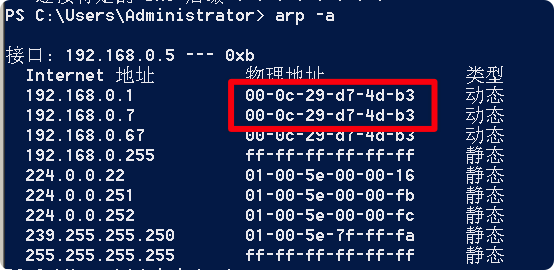 PS C:\Users\Administrator> arp -a
接口: 192.168.0.5 --- 0xb
Internet 地址 物理地址 类型
192.168.0.1 00-0c-29-d7-4d-b3 动态
192.168.0.7 00-0c-29-d7-4d-b3 动态
192.168.0.67 00-0c-29-d7-4d-b3 动态
192.168.0.255 ff-ff-ff-ff-ff-ff 静态
224.0.0.22 01-00-5e-00-00-16 静态
224.0.0.251 01-00-5e-00-00-fb 静态
224.0.0.252 01-00-5e-00-00-fc 静态
239.255.255.250 01-00-5e-7f-ff-fa 静态
255.255.255.255 ff-ff-ff-ff-ff-ff 静态